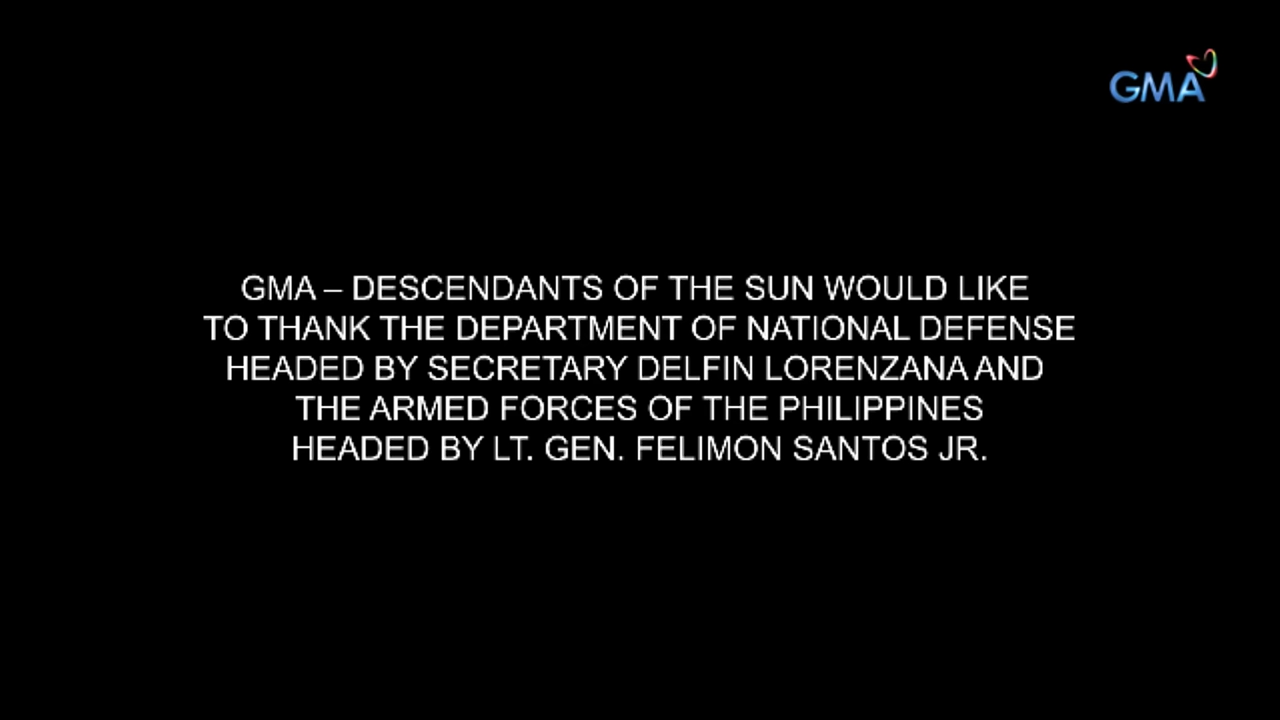 GMA
GMA – DESCENDANTS OF THE SUN WOULD LIKE
TO THANK THE DEPARTMENT OF NATIONAL DEFENSE
HEADED BY SECRETARY DELFIN LORENZANA AND
THE ARMED FORCES OF THE PHILIPPINES
HEADED BY LT. GEN. FELIMON SANTOS JR.